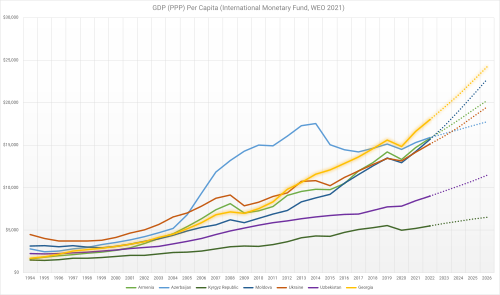 GDP (PPP) Per Capita (International Monetary Fund, WEO 2021)
$30,000
$25,000
$20,000
$15,000
$10,000
$5,000
$0
1994 1995 1996 1997 1998 1999 2000 2001 2002 2003 2004 2005 2006 2007 2008 2009 2010 2011 2012 2013 2014 2015 2016 2017 2018 2019 2020 2021 2022 2023 2024 2025 2026
Armenia Azerbaijan Kyrgyz Republic Moldova Ukraine Uzbekistan Georgia